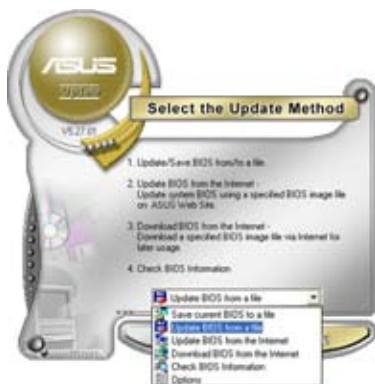 ASUS
Update
V5.27.01
Select the Update Method
1. Update/Save BIOS from/to a file.
2. Update BIOS from the Internet -
Update system BIOS using a specified BIOS image file
on ASUS Web Site.
3. Download BIOS from the Internet -
Download a specified BIOS image file via Internet for
later usage.
4. Check BIOS Information
Update BIOS from a file
Save current BIOS to a file
Update BIOS from a file
Update BIOS from the Internet
Download BIOS from the Internet
Check BIOS Information
Options